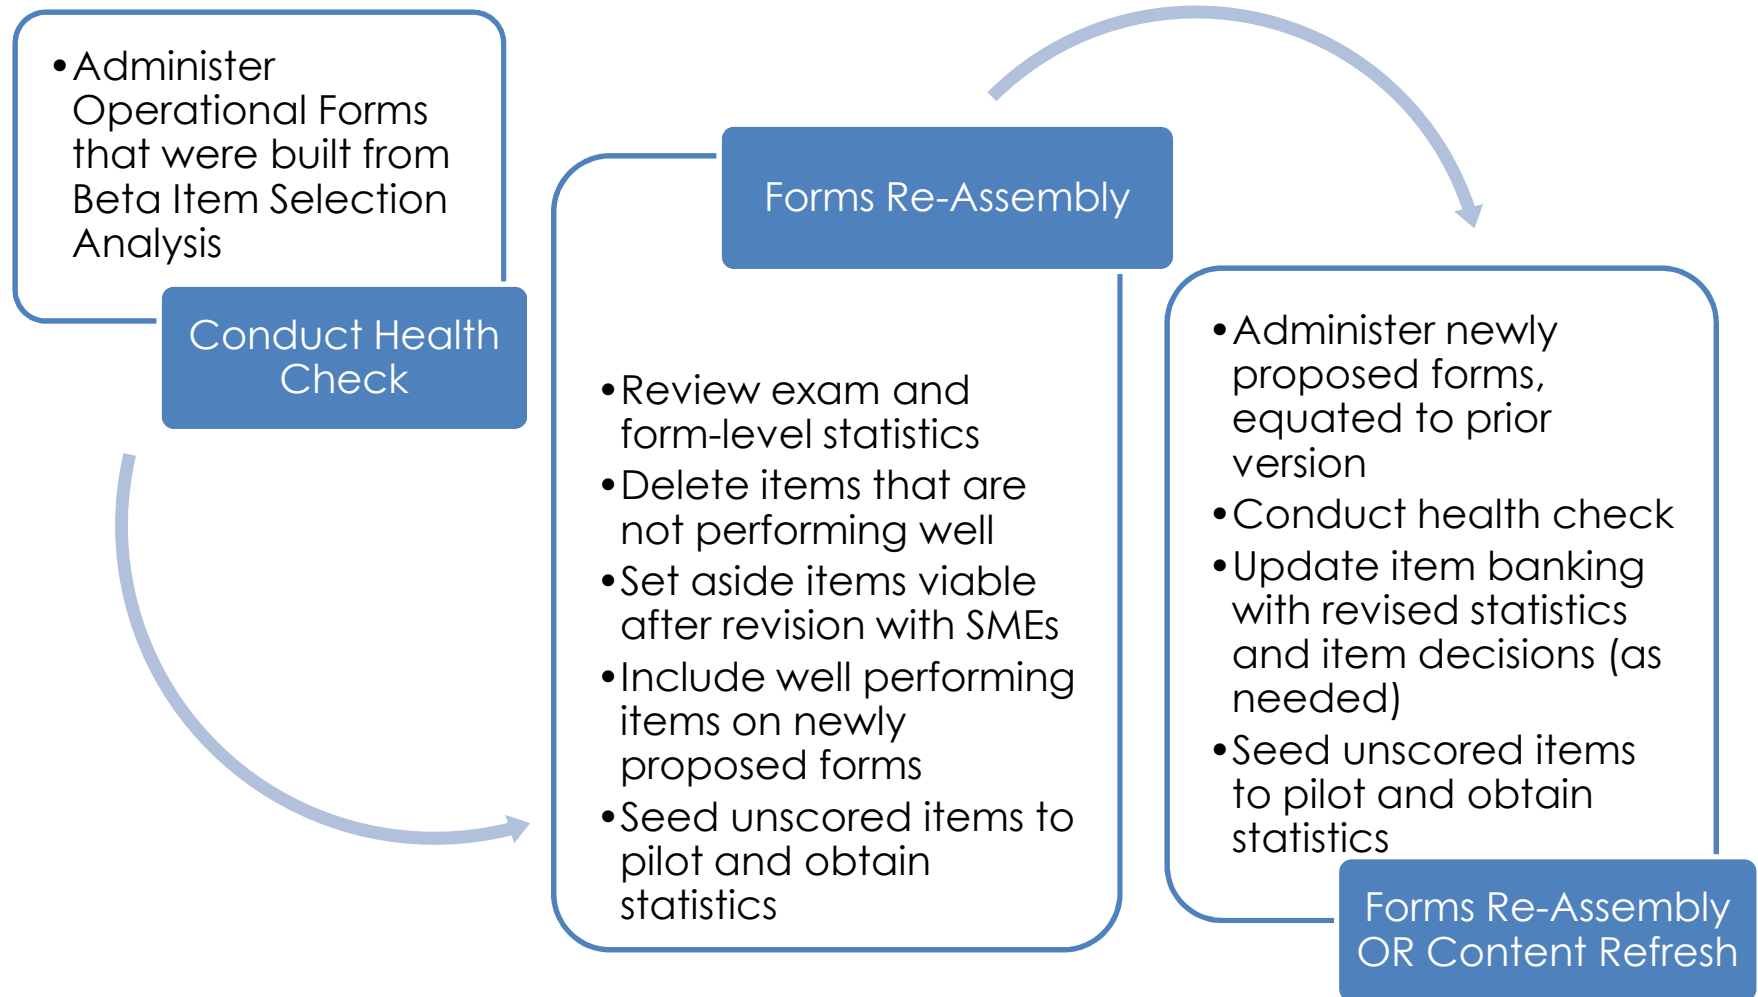 •Administer
Operational Forms
that were built from
Beta Item Selection
Analysis
Conduct Health
Check
Forms Re-Assembly
•Review exam and
form-level statistics
•Delete items that are
not performing well
•Set aside items viable
after revision with SMEs
•Include well performing
items on newly
proposed forms
•Seed unscored items to
pilot and obtain
statistics
•Administer newly
proposed forms,
equated to prior
version
•Conduct health check
•Update item banking
with revised statistics
and item decisions (as
needed)
•Seed unscored items
to pilot and obtain
statistics
Forms Re-Assembly
OR Content Refresh